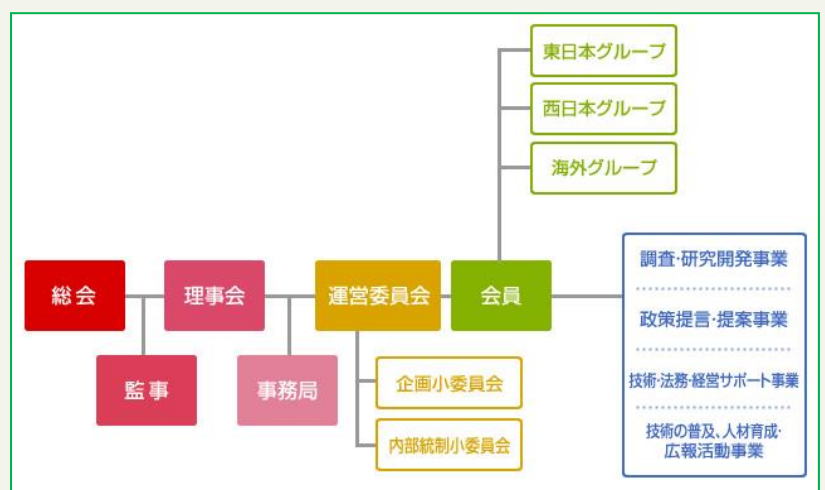 東日本グループ
西日本グループ
海外グループ
総会
理事会
運営委員会
会員
監事
事務局
企画小委員会
内部統制小委員会
調査・研究開発事業
政策提言・提案事業
技術・法務・経営サポート事業
技術の普及、人材育成・
広報活動事業